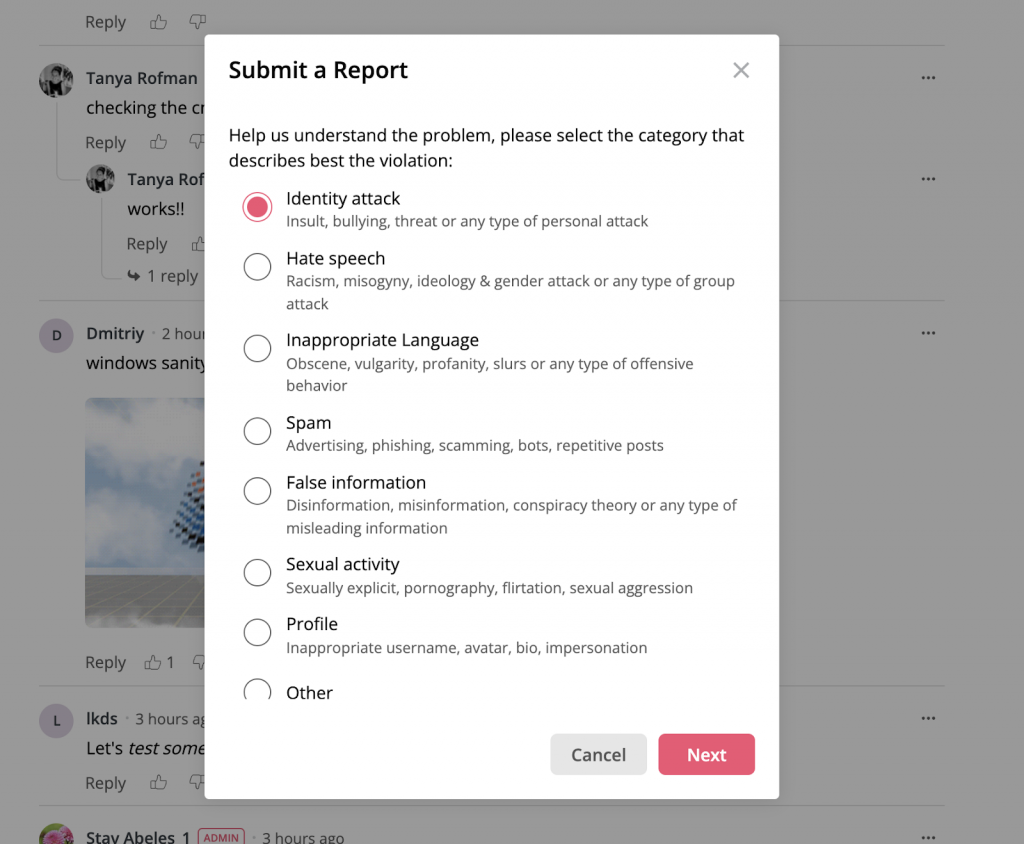 Reply
Submit a Report
Tanya Rofman
checking the cr
Help us understand the problem, please select the category that
describes best the violation:
Reply
Tanya Rof
works!!
Reply
1 reply
Identity attack
Insult, bullying, threat or any type of personal attack
Hate speech
Racism, misogyny, ideology & gender attack or any type of group
attack
D
Dmitriy · 2 hour
windows sanity
Inappropriate Language
Obscene, vulgarity, profanity, slurs or any type of offensive
behavior
Spam
Advertising, phishing, scamming, bots, repetitive posts
False information
Disinformation, misinformation, conspiracy theory or any type of
misleading information
Sexual activity
Sexually explicit, pornography, flirtation, sexual aggression
Profile
Inappropriate username, avatar, bio, impersonation
Reply 1
Other
L
lkds · 3 hours ag
Let's test some
Reply
Cancel
Next
Stav Abeles 1 ADMIN · 3 hours ago